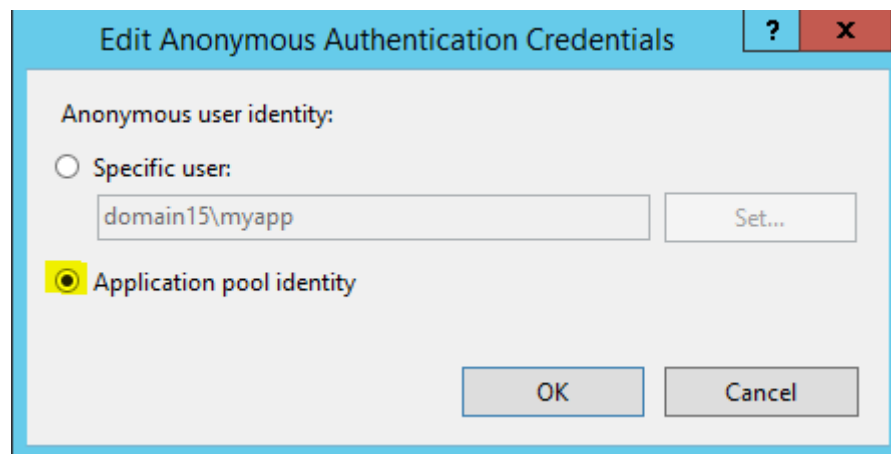 Edit Anonymous Authentication Credentials
?
x
Anonymous user identity:
Specific user:
domain15\myapp
Set...
Application pool identity
OK
Cancel